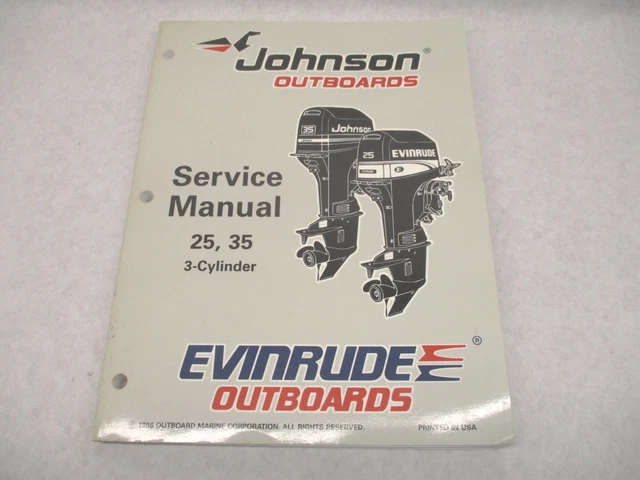 Johnson®
OUTBOARDS
35 Johnson
25 EVINRUDE
Service
Manual
25, 35
3-Cylinder
EVINRUDE ®
OUTBOARDS
© 1996 OUTBOARD MARINE CORPORATION. ALL RIGHTS RESERVED. PRINTED IN USA